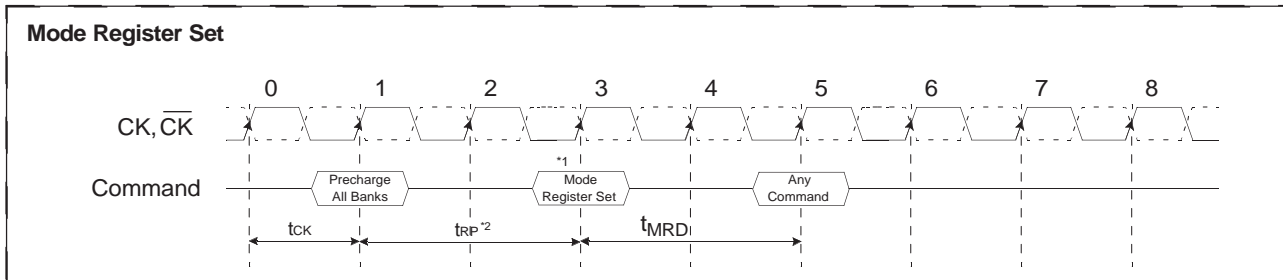 Mode Register Set
0 1 2 3 4 5 6 7 8
CK, C̅K̅
*1
Command
Precharge
All Banks
Mode
Register Set
Any
Command
tCK
tRP*2
tMRD